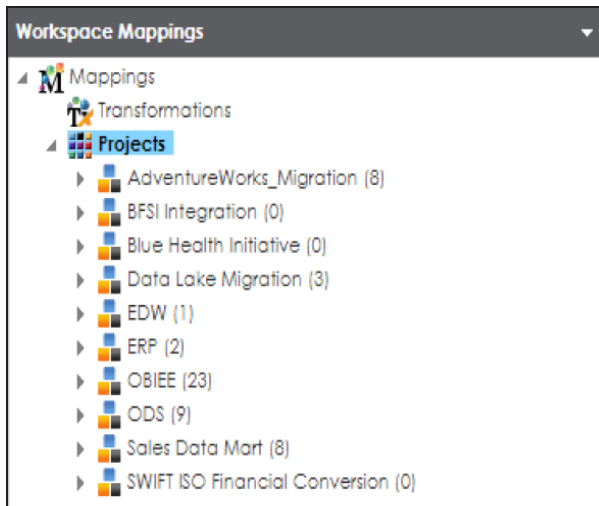 Workspace Mappings
Mappings
Transformations
Projects
AdventureWorks_Migration (8)
BFSI Integration (0)
Blue Health Initiative (0)
Data Lake Migration (3)
EDW (1)
ERP (2)
OBIEE (23)
ODS (9)
Sales Data Mart (8)
SWIFT ISO Financial Conversion (0)